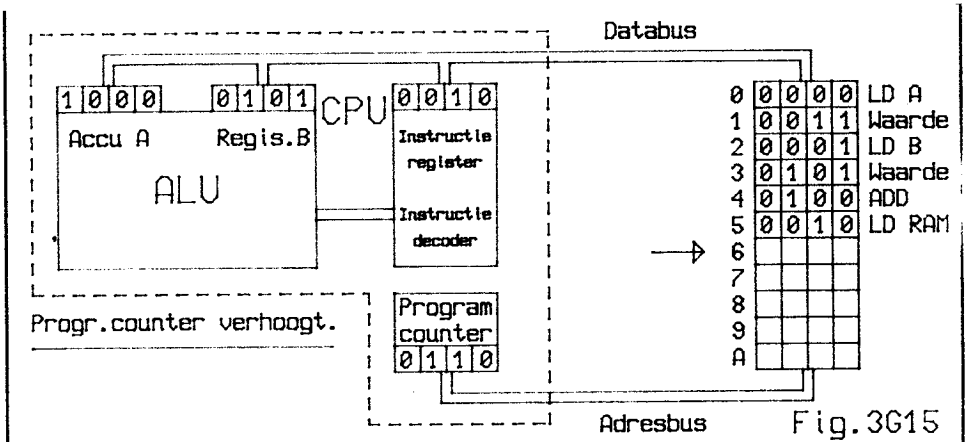 Databus
1 0 0 0
0 1 0 1
CPU
0 0 1 0
Accu A
Regis.B
ALU
Instructie
register
Instructie
decoder
Program
counter
0 1 1 0
Progr.counter verhoogt.
0 0 0 0 0 LD A
1 0 0 1 1 Waarde
2 0 0 0 1 LD B
3 0 1 0 1 Waarde
4 0 1 0 0 ADD
5 0 0 1 0 LD RAM
6
7
8
9
A
Adresbus
Fig.3G15